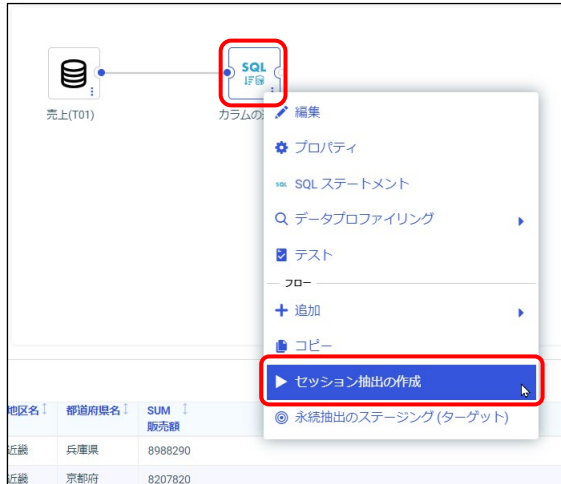 SQL
売上(T01)
カラムの
編集
プロパティ
SQL SQL ステートメント
データプロファイリング
テスト
フロー
追加
コピー
セッション抽出の作成
永続抽出のステージング (ターゲット)
地区名 都道府県名 SUM
販売額
近畿 兵庫県 8988290
近畿 京都府 8207820